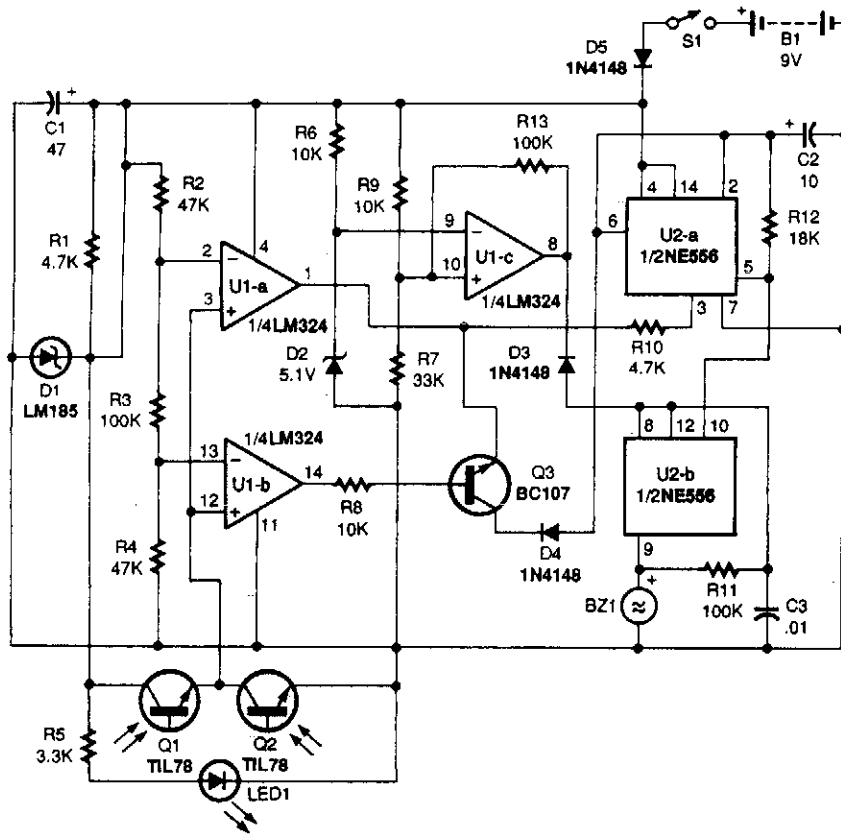 D5
1N4148
+
S1
B1
9V
+
C1
47
R1
4.7K
R2
47K
R6
10K
R9
10K
R13
100K
+
C2
10
4
14
2
6
U2-a
1/2NE556
R12
18K
5
3
7
2
−
4
U1-a
1
3
+
1/4LM324
9
−
U1-c
8
10
+
1/4LM324
D1
LM185
R3
100K
D2
5.1V
R7
33K
D3
1N4148
R10
4.7K
1/4LM324
13
−
14
U1-b
12
+
11
R8
10K
Q3
BC107
8
12
10
U2-b
1/2NE556
9
R4
47K
D4
1N4148
+
BZ1
R11
100K
C3
.01
R5
3.3K
Q1
TIL78
Q2
TIL78
LED1